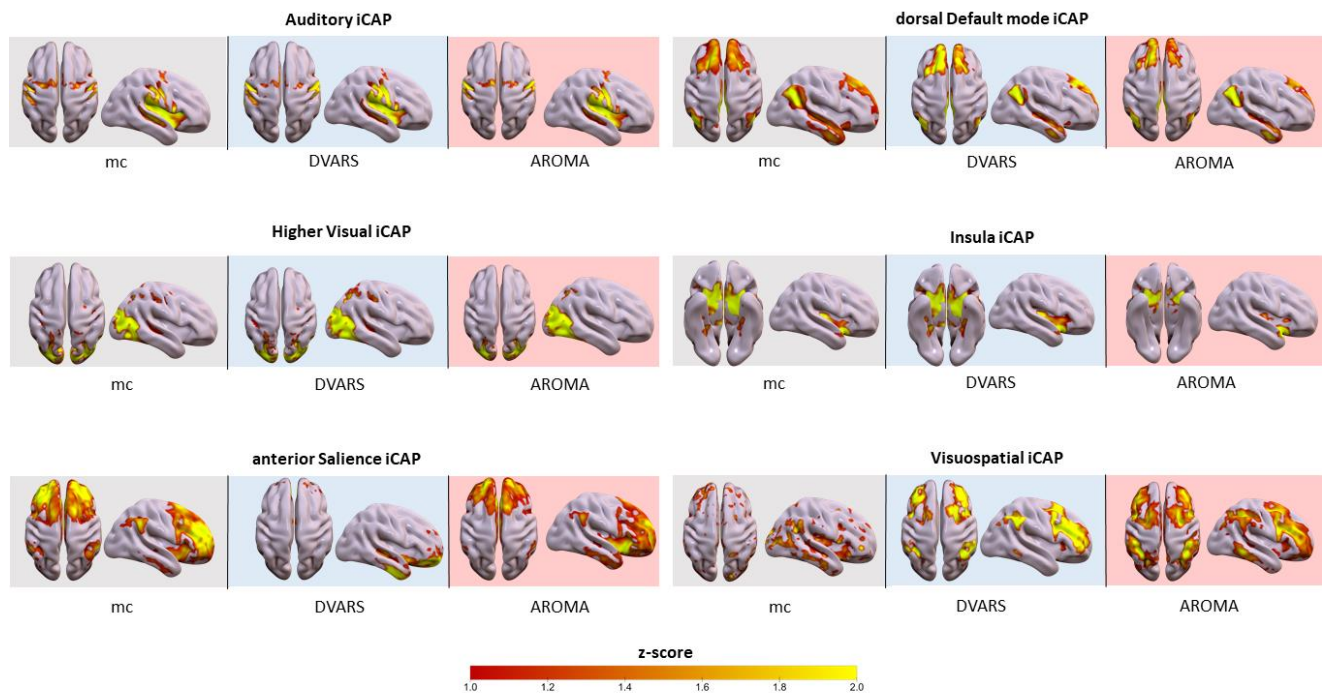 Auditory iCAP
dorsal Default mode iCAP
mc
DVARS
AROMA
mc
DVARS
AROMA
Higher Visual iCAP
Insula iCAP
mc
DVARS
AROMA
mc
DVARS
AROMA
anterior Salience iCAP
Visuospatial iCAP
mc
DVARS
AROMA
mc
DVARS
AROMA
z-score
1.0 1.2 1.4 1.6 1.8 2.0